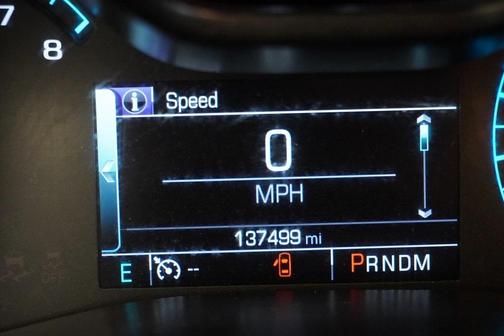 7
8
i Speed
0
MPH
137499 mi
E -- PRNDM